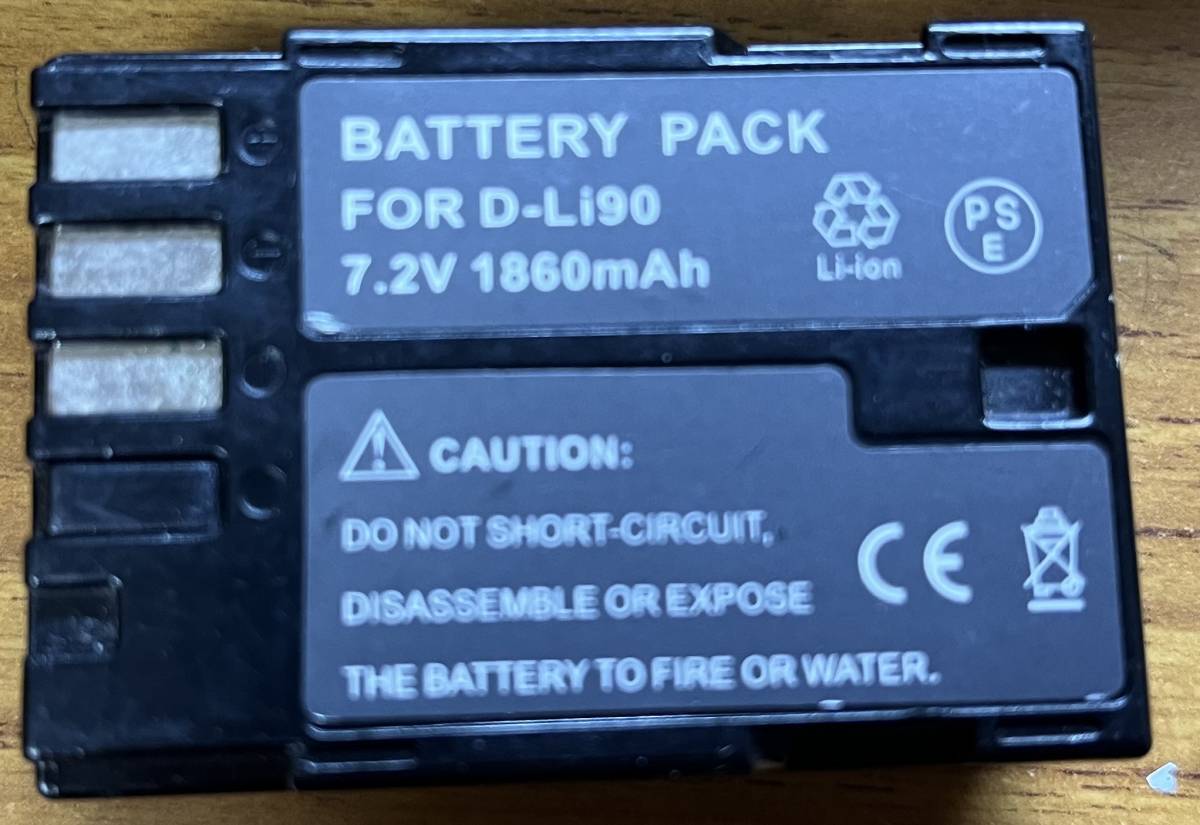 BATTERY PACK
FOR D-Li90
7.2V 1860mAh
Li-ion
PS
E
CAUTION:
DO NOT SHORT-CIRCUIT,
DISASSEMBLE OR EXPOSE
THE BATTERY TO FIRE OR WATER.
CE